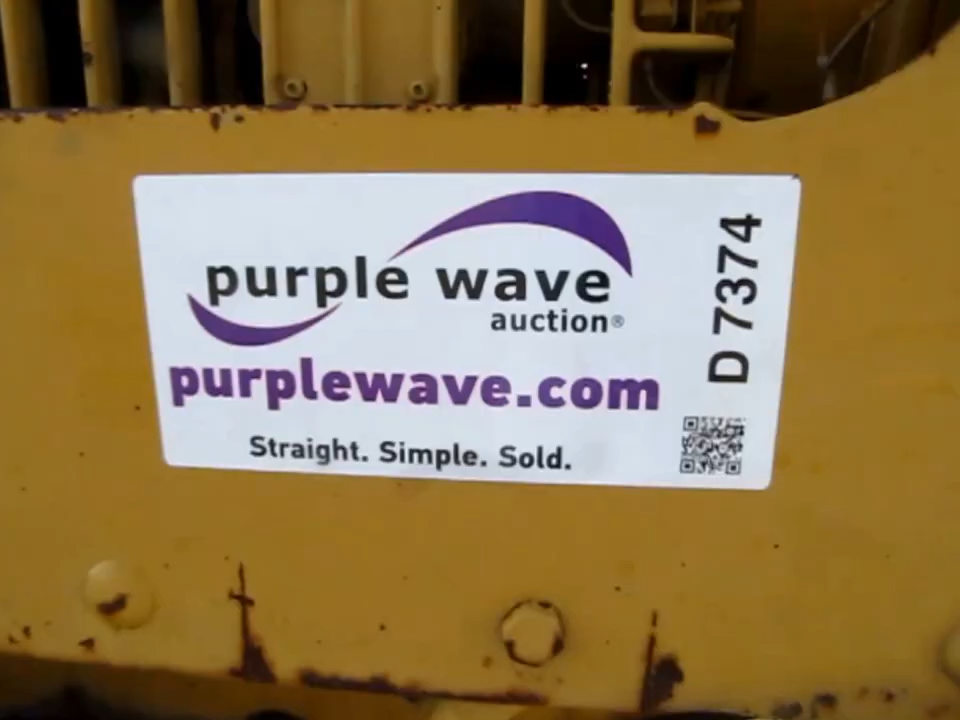 purple wave
auction®
purplewave.com
Straight. Simple. Sold.
D 7374